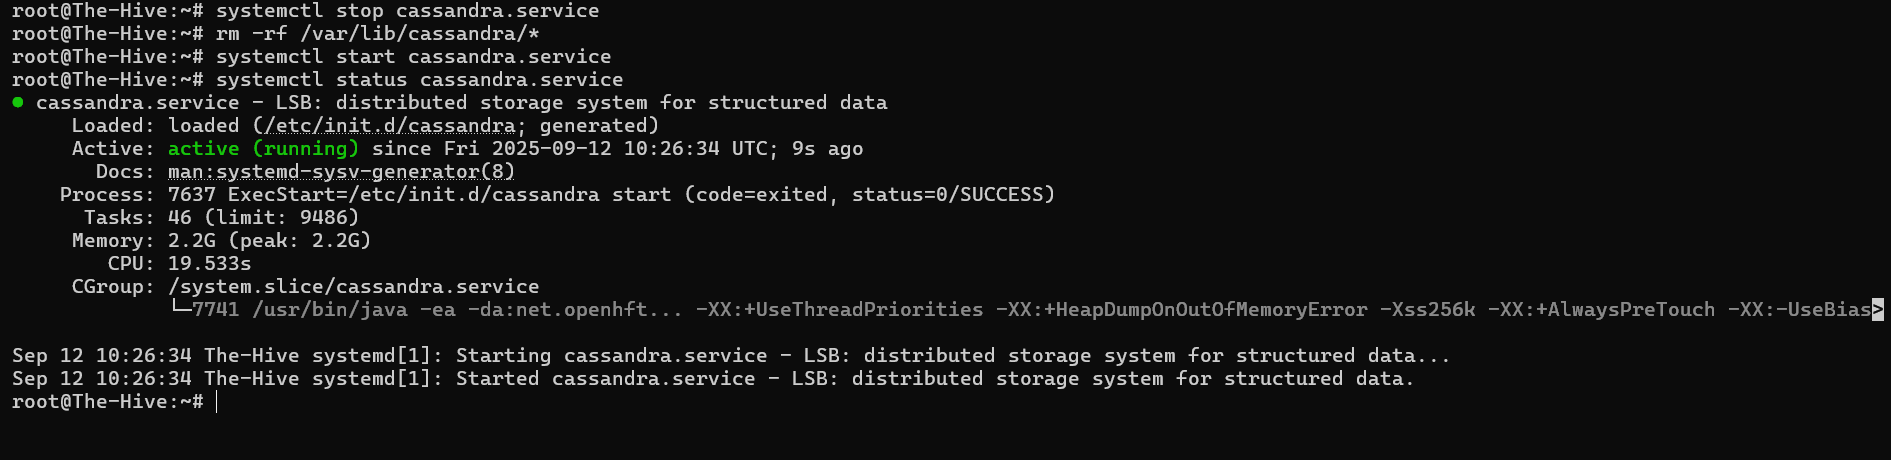 root@The-Hive:~# systemctl stop cassandra.service
root@The-Hive:~# rm -rf /var/lib/cassandra/*
root@The-Hive:~# systemctl start cassandra.service
root@The-Hive:~# systemctl status cassandra.service
● cassandra.service - LSB: distributed storage system for structured data
     Loaded: loaded (/etc/init.d/cassandra; generated)
     Active: active (running) since Fri 2025-09-12 10:26:34 UTC; 9s ago
       Docs: man:systemd-sysv-generator(8)
    Process: 7637 ExecStart=/etc/init.d/cassandra start (code=exited, status=0/SUCCESS)
      Tasks: 46 (limit: 9486)
     Memory: 2.2G (peak: 2.2G)
        CPU: 19.533s
     CGroup: /system.slice/cassandra.service
             └─7741 /usr/bin/java -ea -da:net.openhft... -XX:+UseThreadPriorities -XX:+HeapDumpOnOutOfMemoryError -Xss256k -XX:+AlwaysPreTouch -XX:-UseBias>
Sep 12 10:26:34 The-Hive systemd[1]: Starting cassandra.service - LSB: distributed storage system for structured data...
Sep 12 10:26:34 The-Hive systemd[1]: Started cassandra.service - LSB: distributed storage system for structured data.
root@The-Hive:~#